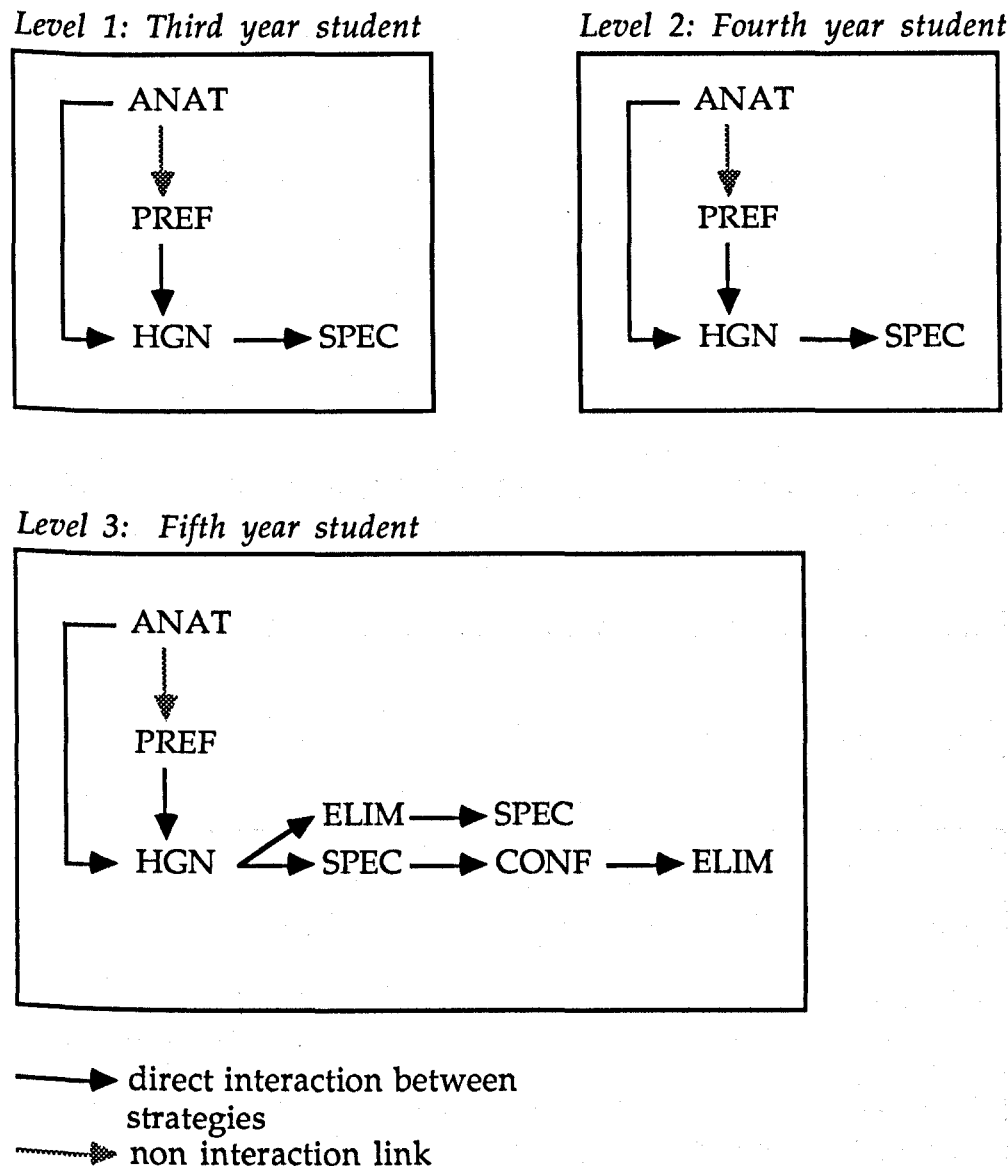 Level 1: Third year student
ANAT
PREF
HGN SPEC
Level 2: Fourth year student
ANAT
PREF
HGN SPEC
Level 3: Fifth year student
ANAT
PREF
ELIM SPEC
HGN SPEC CONF ELIM
direct interaction between
strategies
non interaction link